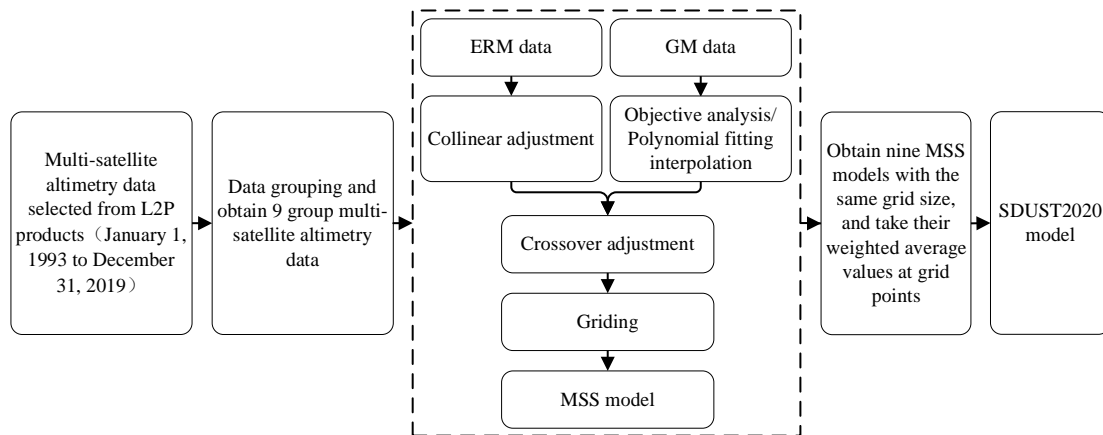 Multi-satellite
altimetry data
selected from L2P
products（January 1,
1993 to December
31, 2019）
Data grouping and
obtain 9 group multi-
satellite altimetry
data
ERM data
GM data
Collinear adjustment
Objective analysis/
Polynomial fitting
interpolation
Crossover adjustment
Griding
MSS model
Obtain nine MSS
models with the
same grid size,
and take their
weighted average
values at grid
points
SDUST2020
model